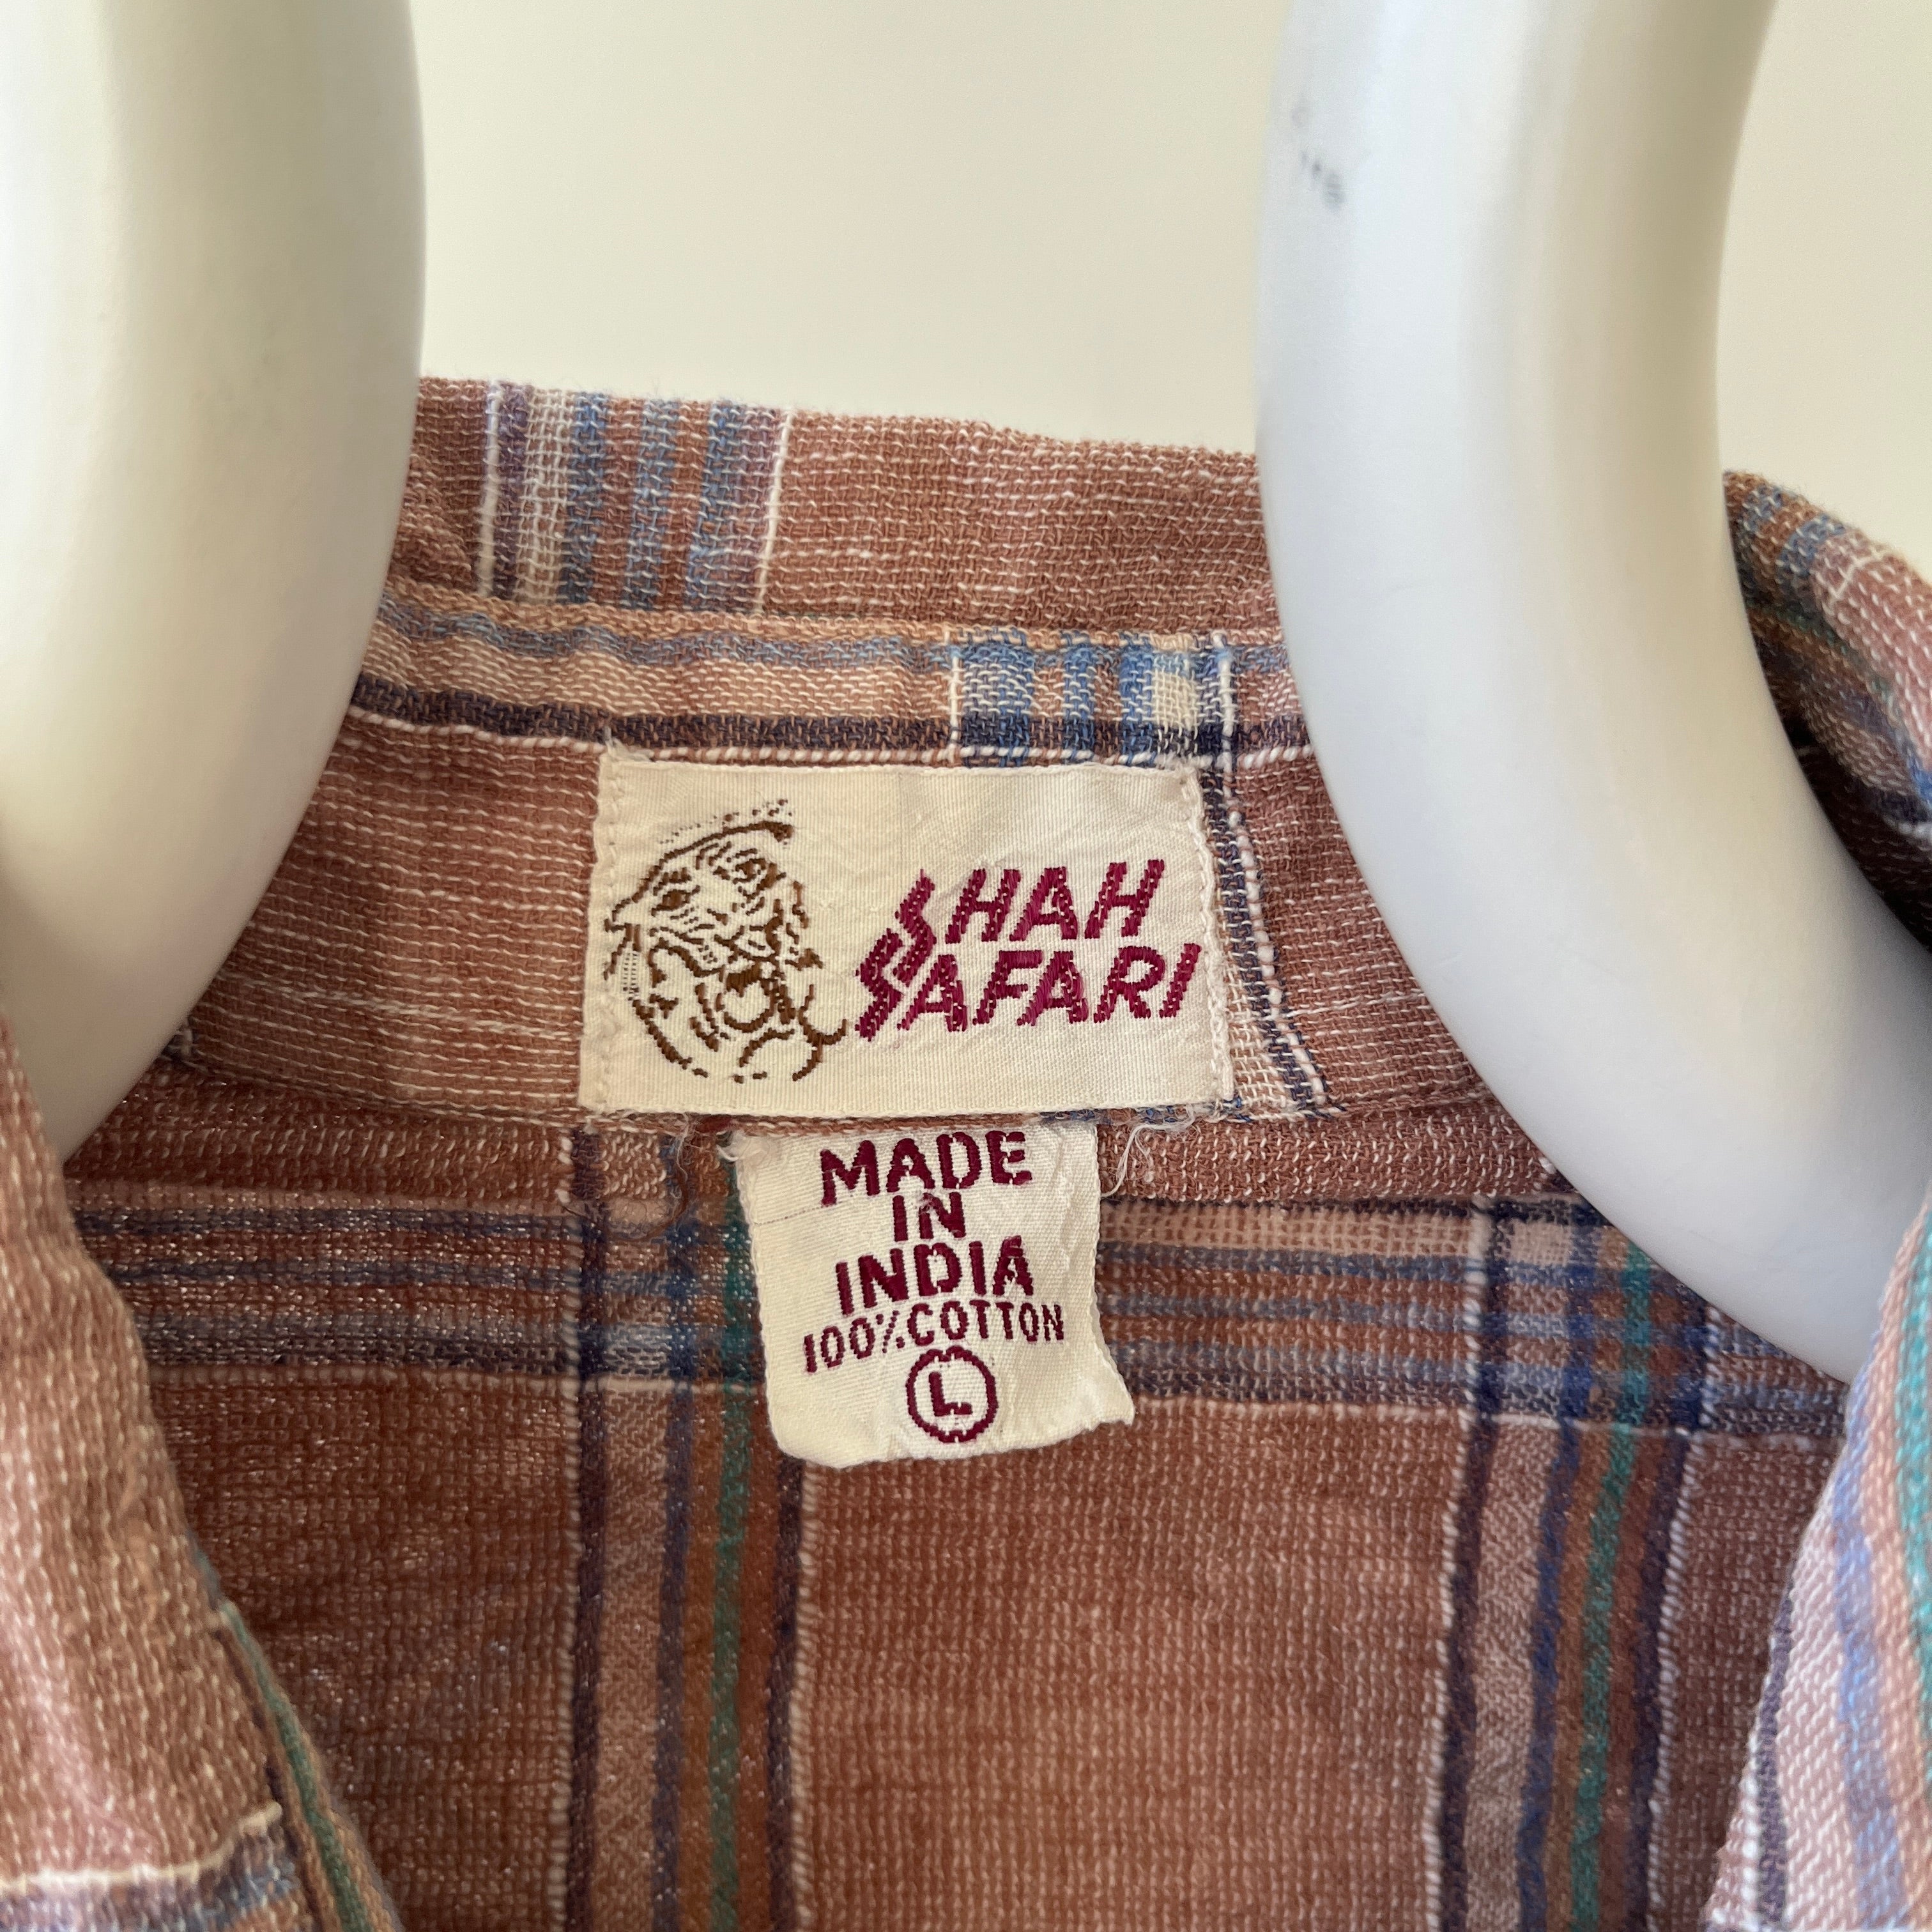 SHAH
SAFARI
MADE
IN
INDIA
100% COTTON
L